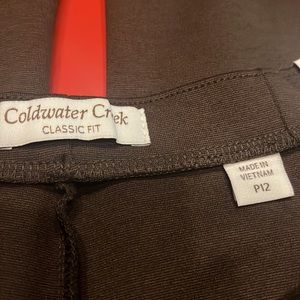 Coldwater Creek
CLASSIC FIT
MADE IN
VIETNAM
P12